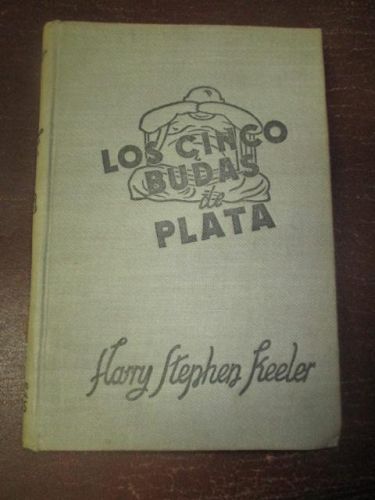 LOS CINCO
BUDAS
de
PLATA
Harry Stephen Keeler